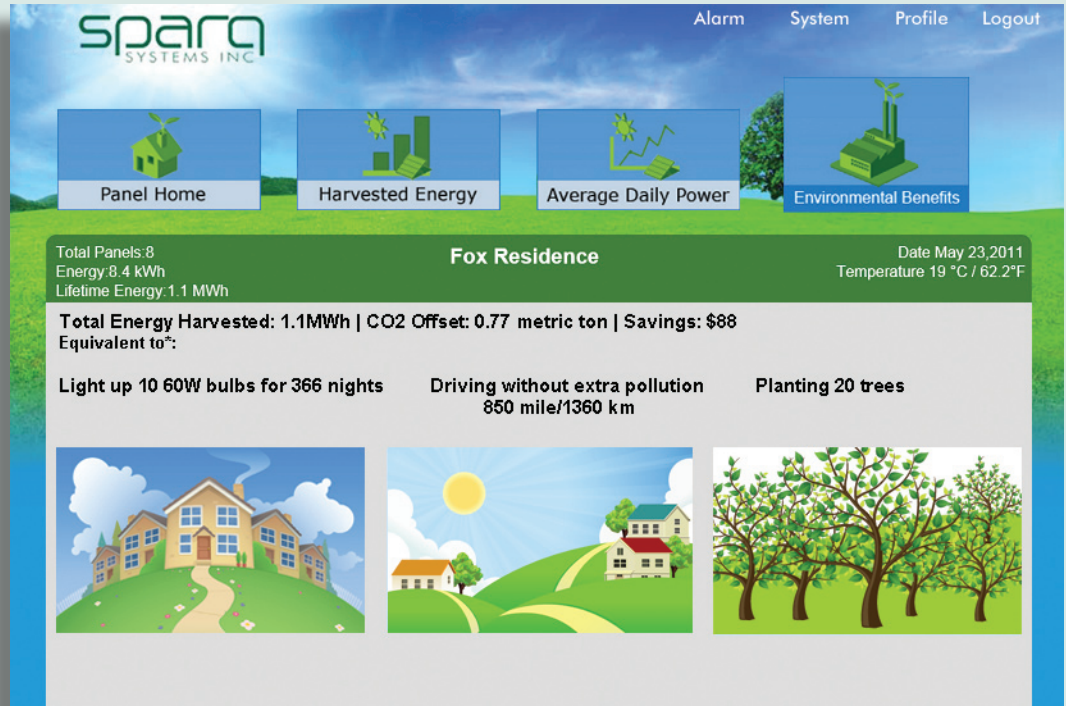 Alarm System Profile Logout
sparq
SYSTEMS INC
Panel Home
Harvested Energy
Average Daily Power
Environmental Benefits
Total Panels:8
Energy:8.4 kWh
Lifetime Energy:1.1 MWh
Fox Residence
Date May 23,2011
Temperature 19 °C / 62.2°F
Total Energy Harvested: 1.1MWh | CO2 Offset: 0.77 metric ton | Savings: $88
Equivalent to*:
Light up 10 60W bulbs for 366 nights
Driving without extra pollution
850 mile/1360 km
Planting 20 trees